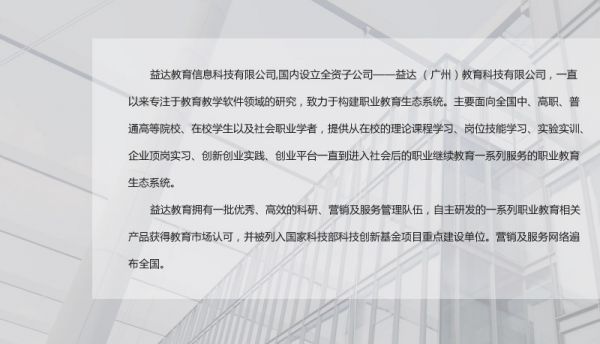 益达教育信息科技有限公司,国内设立全资子公司——益达（广州）教育科技有限公司，一直
以来专注于教育教学软件领域的研究，致力于构建职业教育生态系统。主要面向全国中、高职、普
通高等院校、在校学生以及社会职业学者，提供从在校的理论课程学习、岗位技能学习、实验实训、
企业顶岗实习、创新创业实践、创业平台一直到进入社会后的职业继续教育一系列服务的职业教育
生态系统。
益达教育拥有一批优秀、高效的科研、营销及服务管理队伍，自主研发的一系列职业教育相关
产品获得教育市场认可，并被列入国家科技部科技创新基金项目重点建设单位。营销及服务网络遍
布全国。